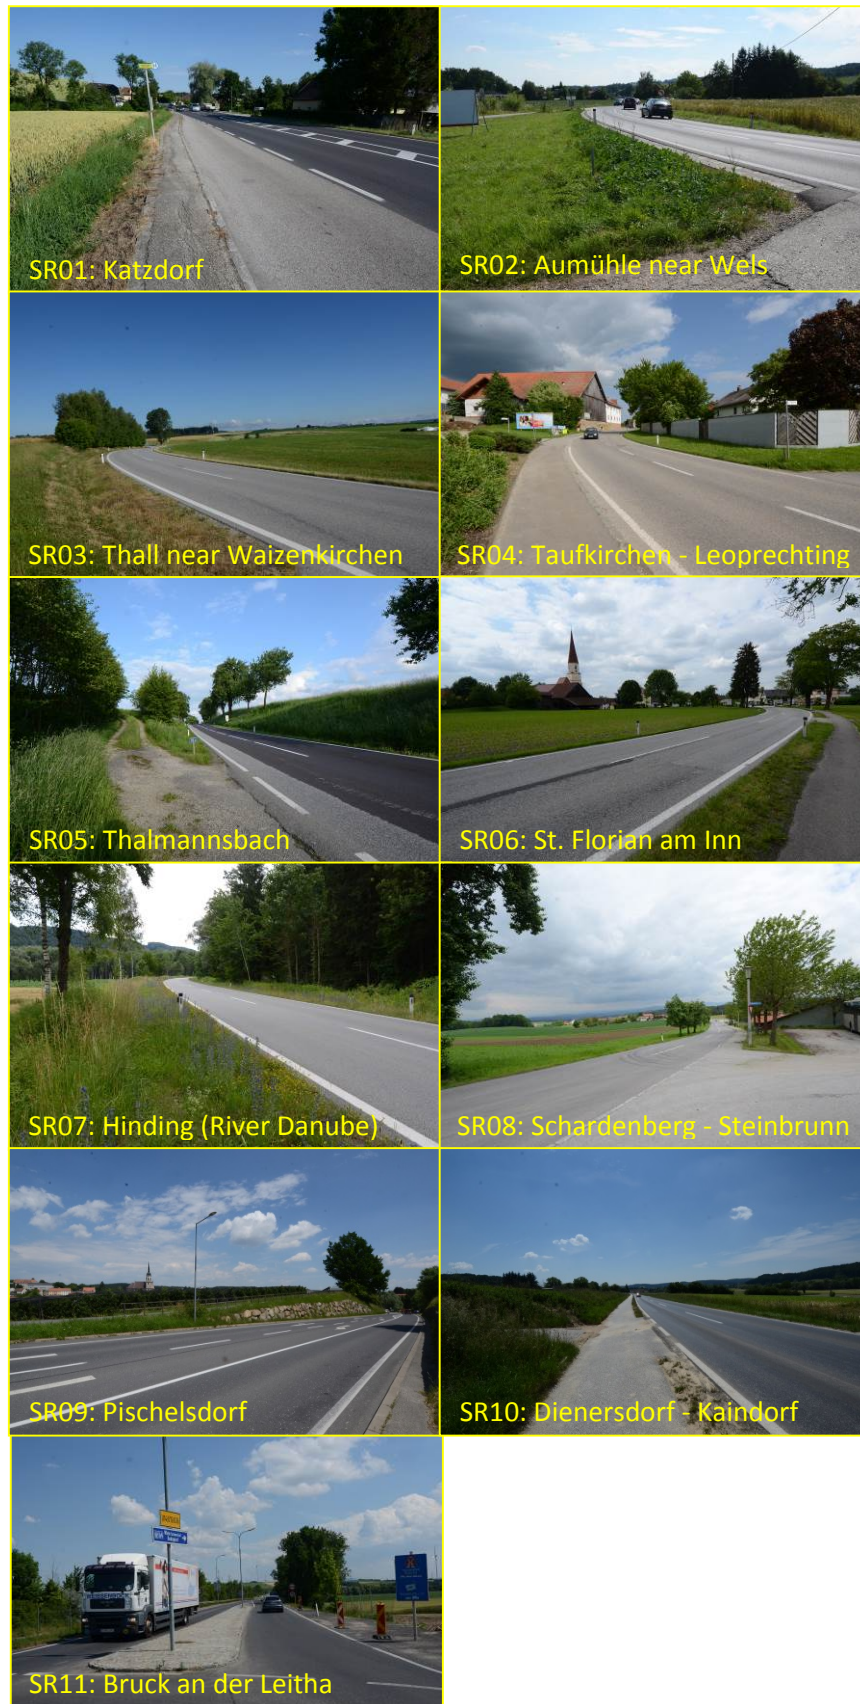 SR01: Katzdorf
SR02: Aumühle near Wels
SR03: Thall near Waizenkirchen
SR04: Taufkirchen - Leoprechting
SR05: Thalmannsbach
SR06: St. Florian am Inn
SR07: Hinding (River Danube)
SR08: Schardenberg - Steinbrunn
SR09: Pischelsdorf
SR10: Dienersdorf - Kaindorf
SR11: Bruck an der Leitha